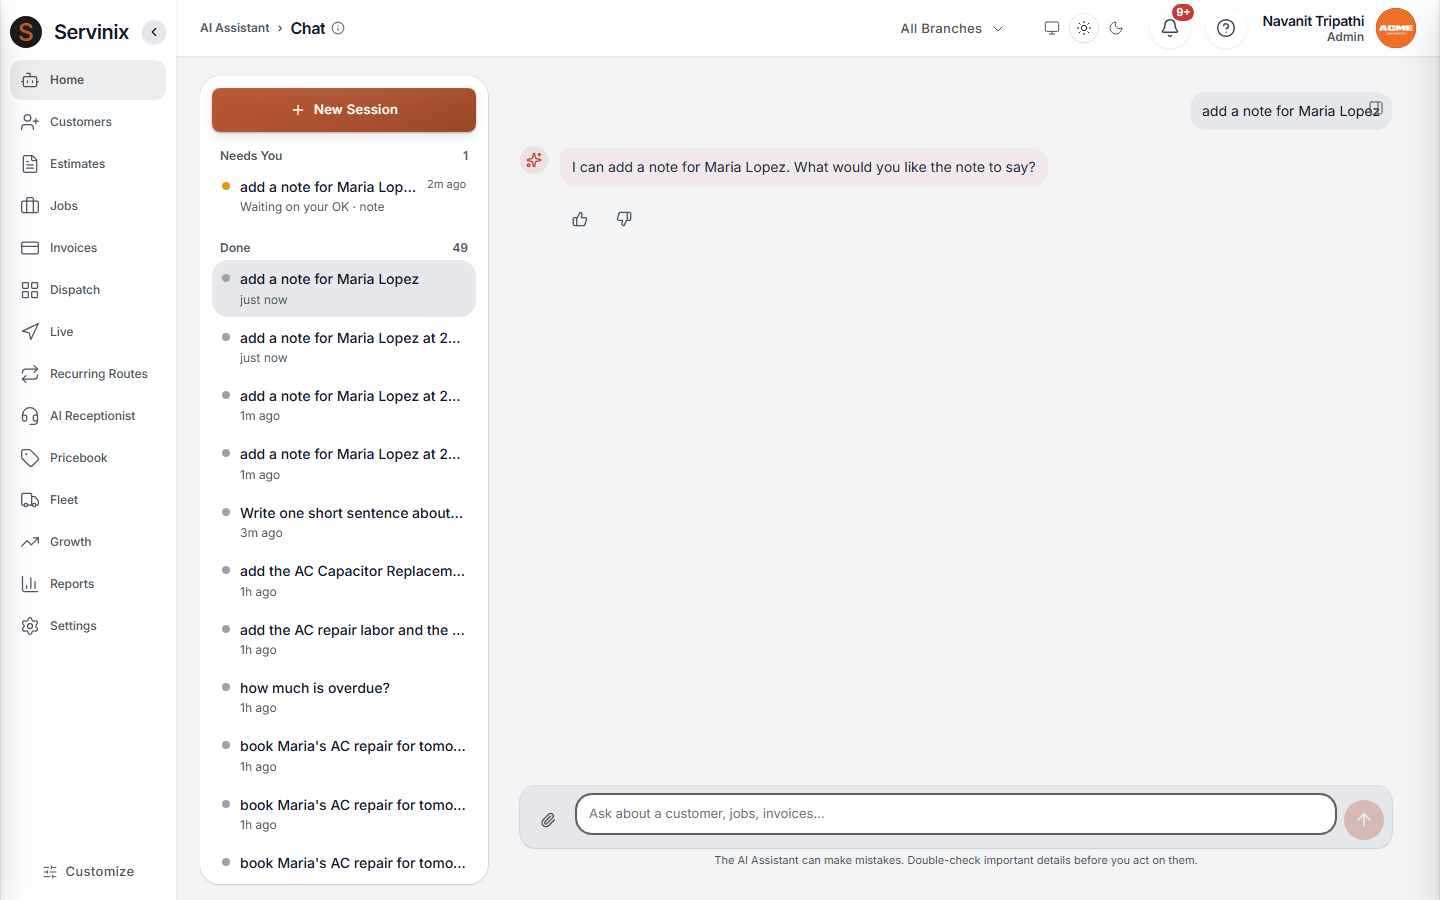 S
Servinix
Home
Customers
Estimates
Jobs
Invoices
Dispatch
Live
Recurring Routes
AI Receptionist
Pricebook
Fleet
Growth
Reports
Settings
Customize
AI Assistant › Chat
All Branches
9+
Navanit Tripathi
Admin
ACME
+ New Session
Needs You 1
add a note for Maria Lop... 2m ago
Waiting on your OK · note
Done 49
add a note for Maria Lopez
just now
add a note for Maria Lopez at 2...
just now
add a note for Maria Lopez at 2...
1m ago
add a note for Maria Lopez at 2...
1m ago
Write one short sentence about...
3m ago
add the AC Capacitor Replacem...
1h ago
add the AC repair labor and the ...
1h ago
how much is overdue?
1h ago
book Maria's AC repair for tomo...
1h ago
book Maria's AC repair for tomo...
1h ago
book Maria's AC repair for tomo...
add a note for Maria Lopez
I can add a note for Maria Lopez. What would you like the note to say?
Ask about a customer, jobs, invoices...
The AI Assistant can make mistakes. Double-check important details before you act on them.